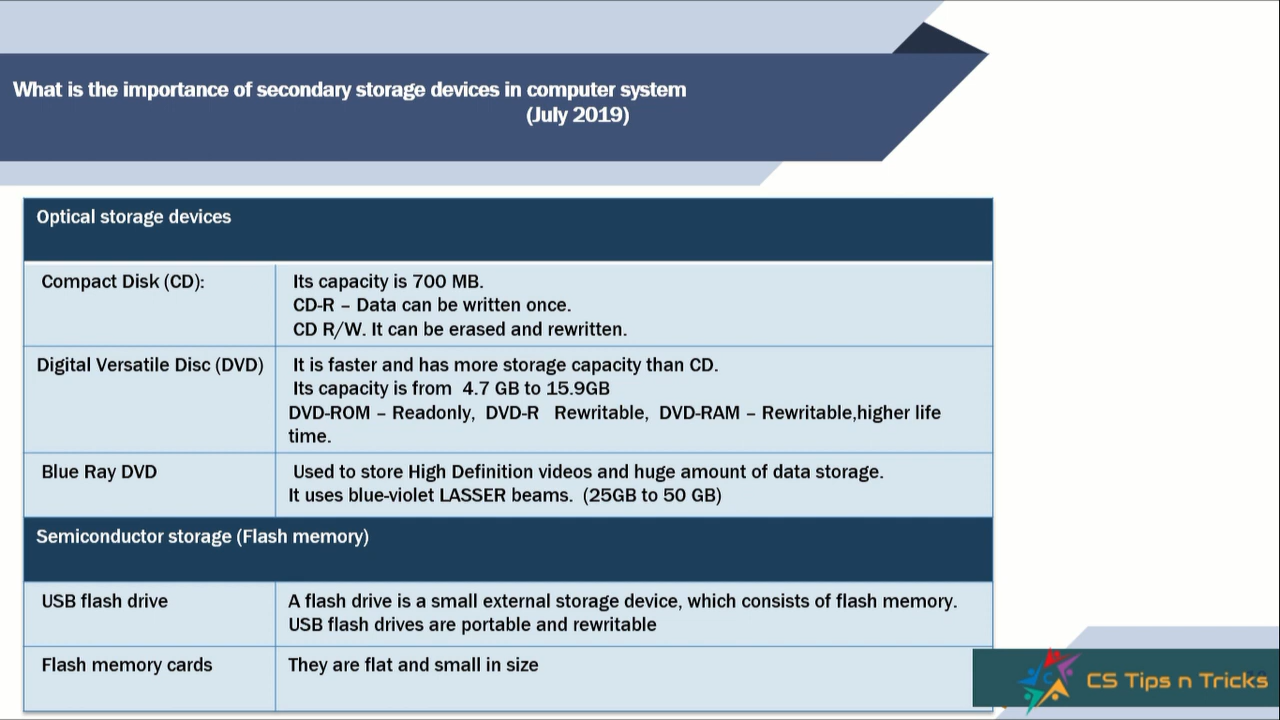 What is the importance of secondary storage devices in computer system
(July 2019)
Optical storage devices
Compact Disk (CD):
Its capacity is 700 MB.
CD-R – Data can be written once.
CD R/W. It can be erased and rewritten.
Digital Versatile Disc (DVD)
It is faster and has more storage capacity than CD.
Its capacity is from 4.7 GB to 15.9GB
DVD-ROM – Readonly, DVD-R Rewritable, DVD-RAM – Rewritable,higher life
time.
Blue Ray DVD
Used to store High Definition videos and huge amount of data storage.
It uses blue-violet LASSER beams. (25GB to 50 GB)
Semiconductor storage (Flash memory)
USB flash drive
A flash drive is a small external storage device, which consists of flash memory.
USB flash drives are portable and rewritable
Flash memory cards
They are flat and small in size
CS Tips n Tricks